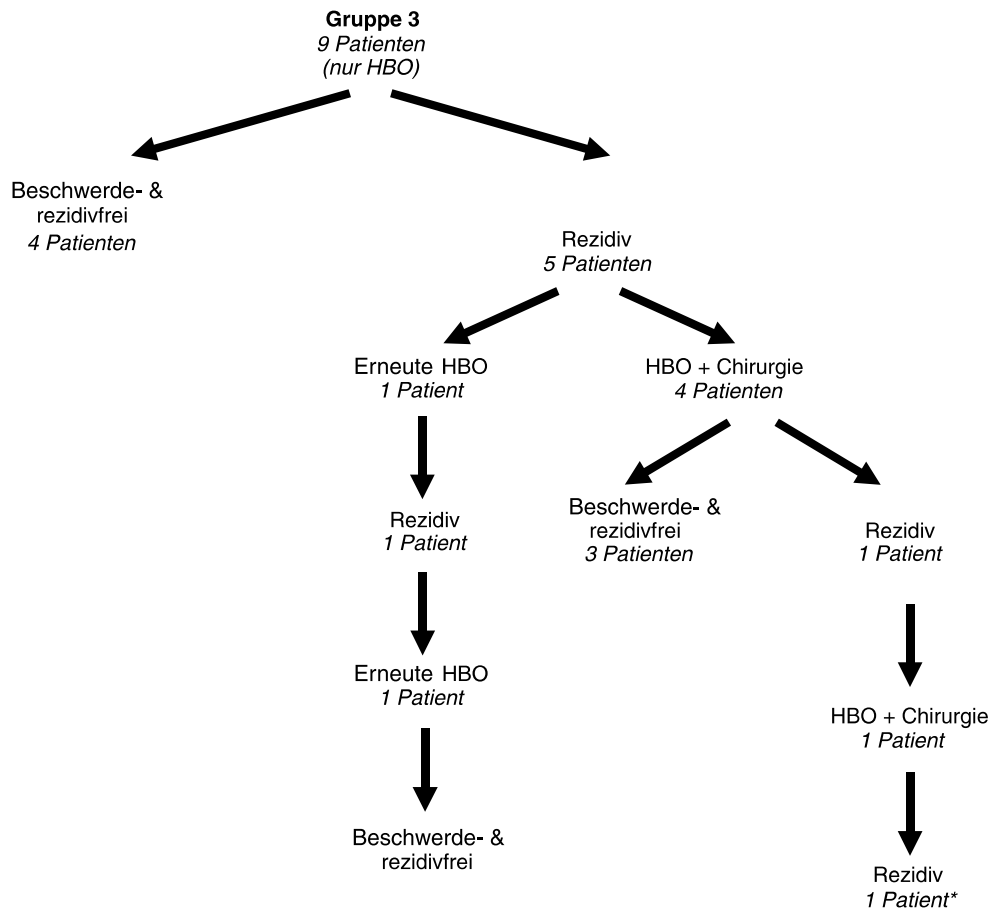 Gruppe 3
9 Patienten
(nur HBO)
Beschwerde- &
rezidivfrei
4 Patienten
Rezidiv
5 Patienten
Erneute HBO
1 Patient
HBO + Chirurgie
4 Patienten
Rezidiv
1 Patient
Beschwerde- &
rezidivfrei
3 Patienten
Rezidiv
1 Patient
Erneute HBO
1 Patient
HBO + Chirurgie
1 Patient
Beschwerde- &
rezidivfrei
Rezidiv
1 Patient*